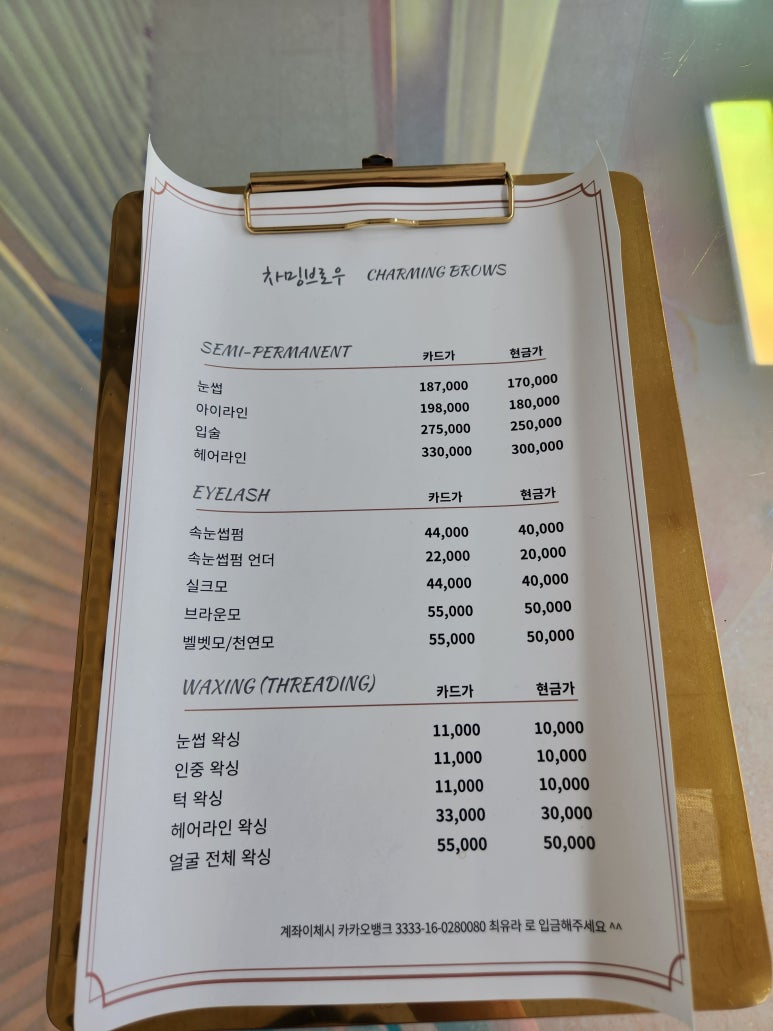 차밍브로우 CHARMING BROWS
SEMI-PERMANENT 카드가 현금가
눈썹 187,000 170,000
아이라인 198,000 180,000
입술 275,000 250,000
헤어라인 330,000 300,000
EYELASH 카드가 현금가
속눈썹펌 44,000 40,000
속눈썹펌 언더 22,000 20,000
실크모 44,000 40,000
브라운모 55,000 50,000
벨벳모/천연모 55,000 50,000
WAXING (THREADING) 카드가 현금가
눈썹 왁싱 11,000 10,000
인중 왁싱 11,000 10,000
턱 왁싱 11,000 10,000
헤어라인 왁싱 33,000 30,000
얼굴 전체 왁싱 55,000 50,000
계좌이체시 카카오뱅크 3333-16-0280080 최유라 로 입금해주세요 ^^